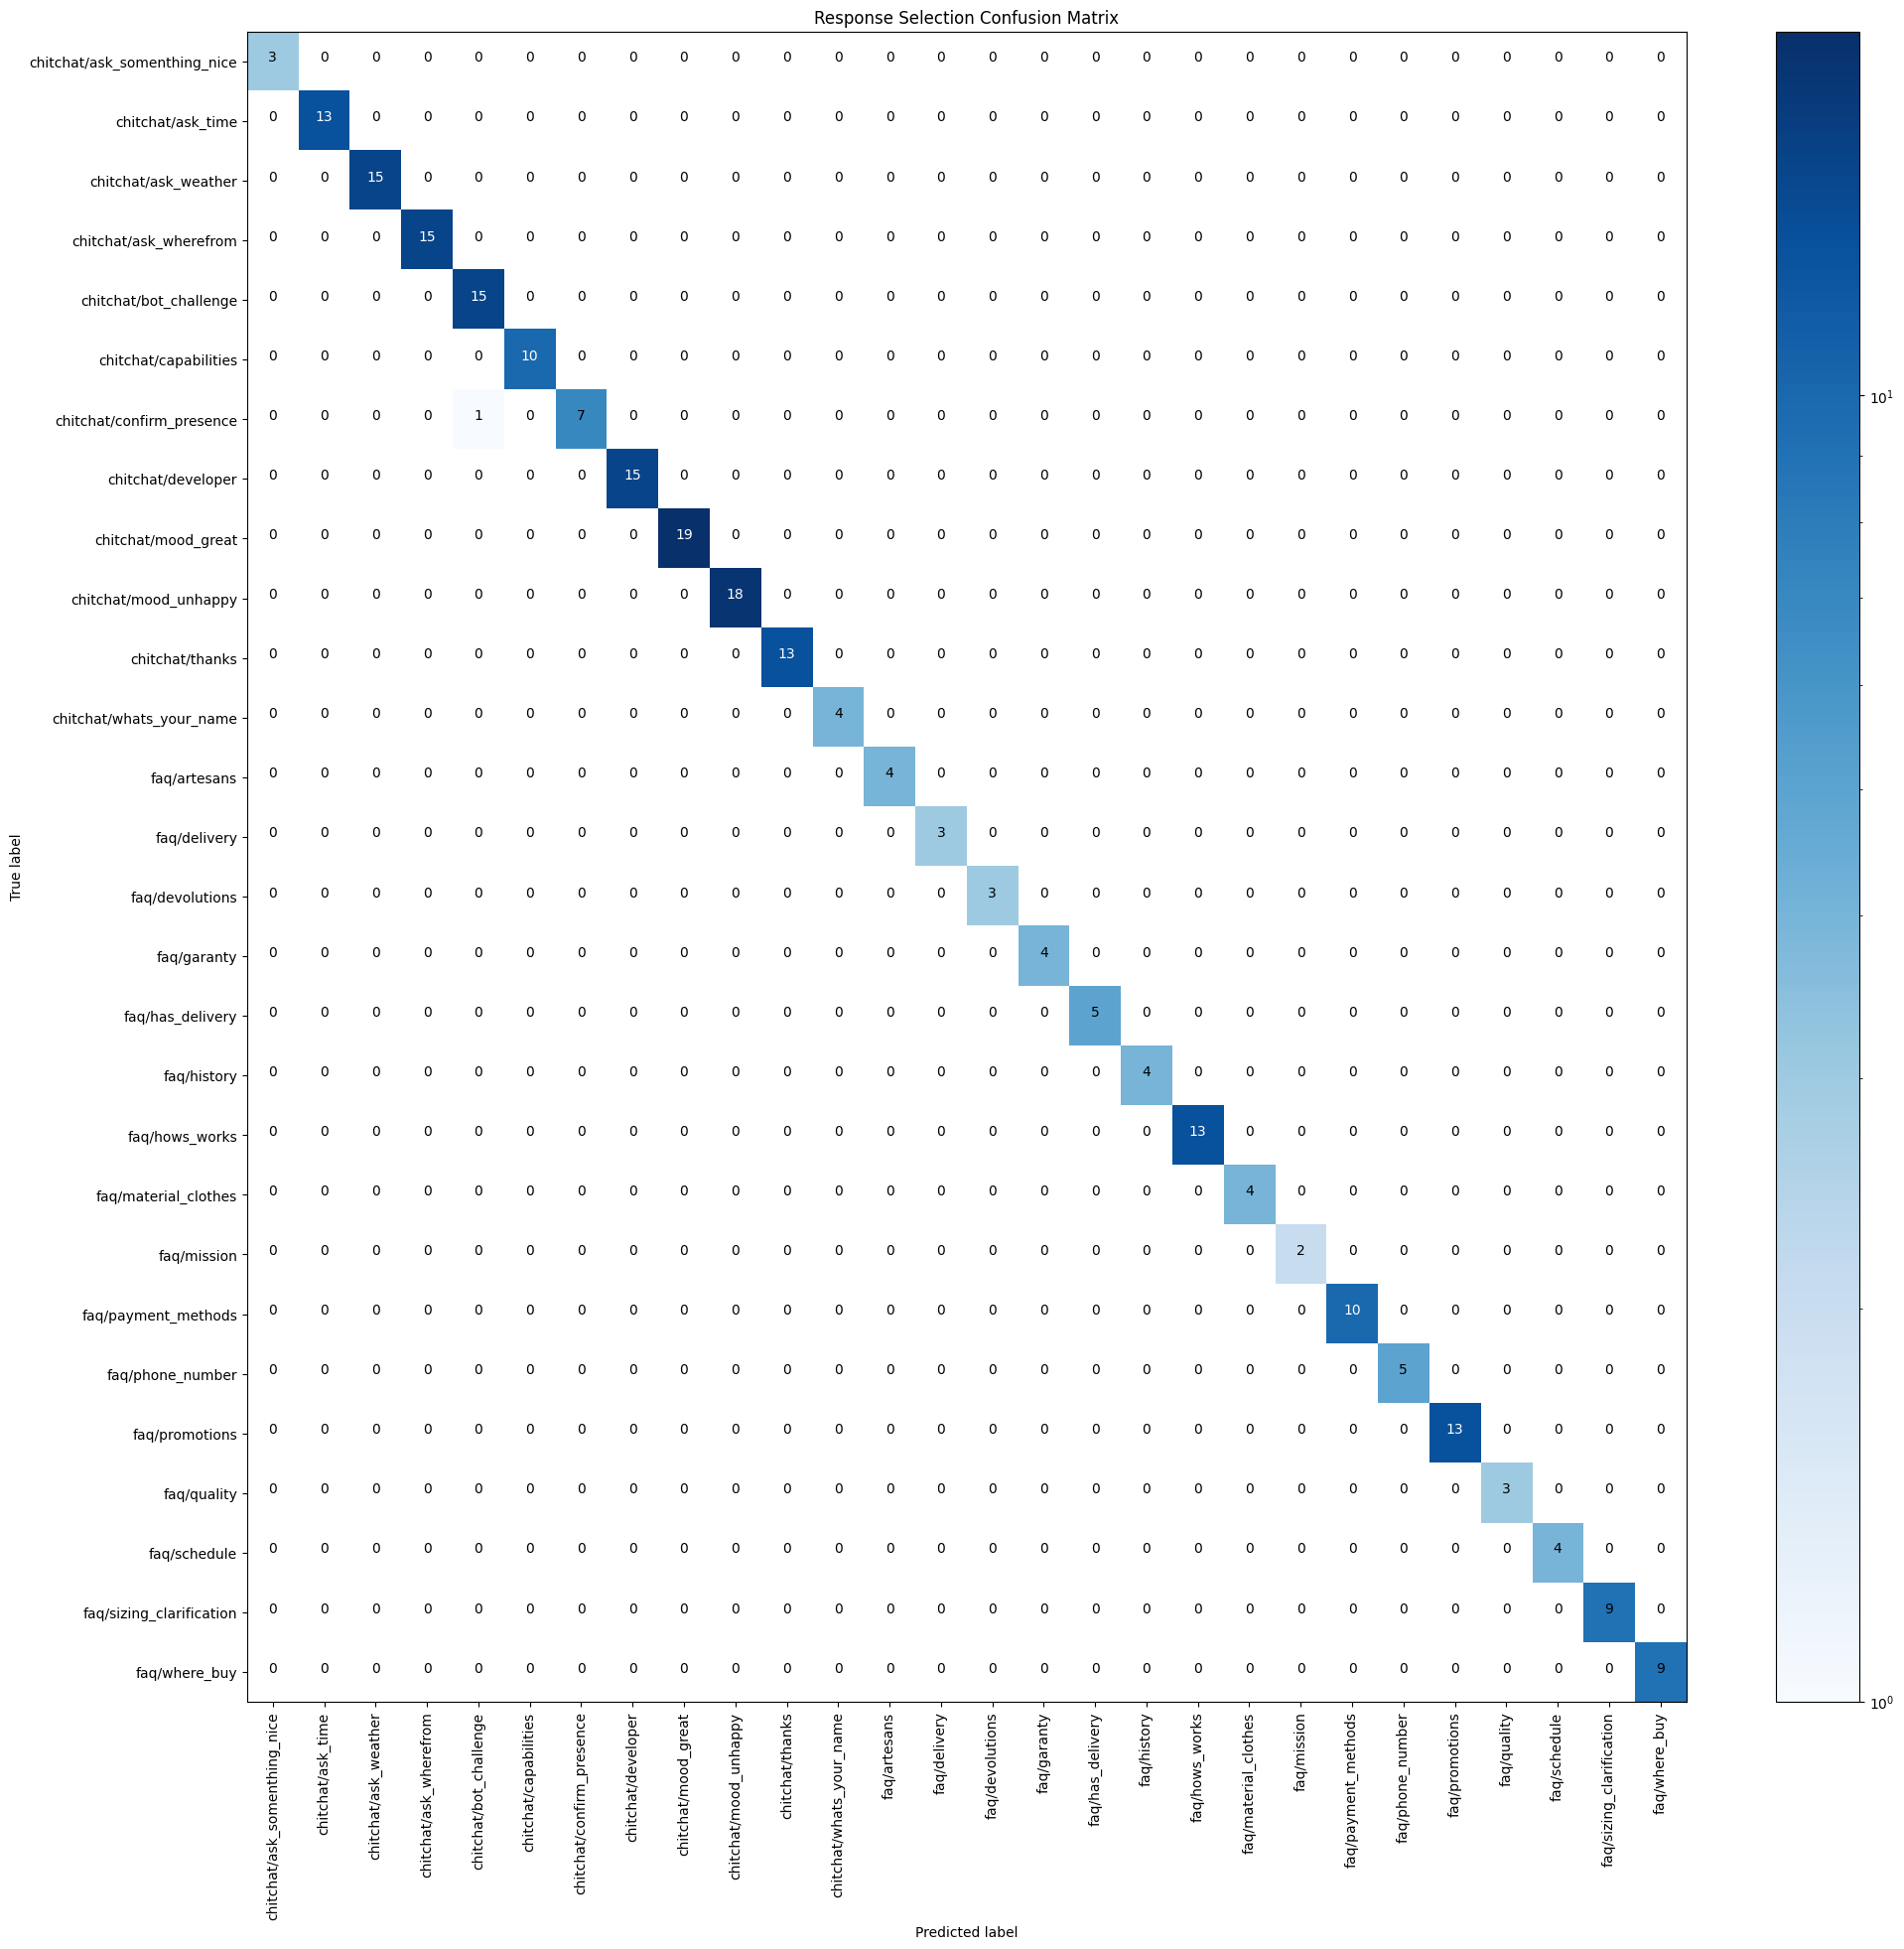 Response Selection Confusion Matrix
chitchat/ask_somenthing_nice 3 0 0 0 0 0 0 0 0 0 0 0 0 0 0 0 0 0 0 0 0 0 0 0 0 0 0 0
chitchat/ask_time 0 13 0 0 0 0 0 0 0 0 0 0 0 0 0 0 0 0 0 0 0 0 0 0 0 0 0 0
chitchat/ask_weather 0 0 15 0 0 0 0 0 0 0 0 0 0 0 0 0 0 0 0 0 0 0 0 0 0 0 0 0
chitchat/ask_wherefrom 0 0 0 15 0 0 0 0 0 0 0 0 0 0 0 0 0 0 0 0 0 0 0 0 0 0 0 0
chitchat/bot_challenge 0 0 0 0 15 0 0 0 0 0 0 0 0 0 0 0 0 0 0 0 0 0 0 0 0 0 0 0
chitchat/capabilities 0 0 0 0 0 10 0 0 0 0 0 0 0 0 0 0 0 0 0 0 0 0 0 0 0 0 0 0
10¹
chitchat/confirm_presence 0 0 0 0 1 0 7 0 0 0 0 0 0 0 0 0 0 0 0 0 0 0 0 0 0 0 0 0
chitchat/developer 0 0 0 0 0 0 0 15 0 0 0 0 0 0 0 0 0 0 0 0 0 0 0 0 0 0 0 0
chitchat/mood_great 0 0 0 0 0 0 0 0 19 0 0 0 0 0 0 0 0 0 0 0 0 0 0 0 0 0 0 0
chitchat/mood_unhappy 0 0 0 0 0 0 0 0 0 18 0 0 0 0 0 0 0 0 0 0 0 0 0 0 0 0 0 0
chitchat/thanks 0 0 0 0 0 0 0 0 0 0 13 0 0 0 0 0 0 0 0 0 0 0 0 0 0 0 0 0
chitchat/whats_your_name 0 0 0 0 0 0 0 0 0 0 0 4 0 0 0 0 0 0 0 0 0 0 0 0 0 0 0 0
faq/artesans 0 0 0 0 0 0 0 0 0 0 0 0 4 0 0 0 0 0 0 0 0 0 0 0 0 0 0 0
faq/delivery 0 0 0 0 0 0 0 0 0 0 0 0 0 3 0 0 0 0 0 0 0 0 0 0 0 0 0 0
True label
faq/devolutions 0 0 0 0 0 0 0 0 0 0 0 0 0 0 3 0 0 0 0 0 0 0 0 0 0 0 0 0
faq/garanty 0 0 0 0 0 0 0 0 0 0 0 0 0 0 0 4 0 0 0 0 0 0 0 0 0 0 0 0
faq/has_delivery 0 0 0 0 0 0 0 0 0 0 0 0 0 0 0 0 5 0 0 0 0 0 0 0 0 0 0 0
faq/history 0 0 0 0 0 0 0 0 0 0 0 0 0 0 0 0 0 4 0 0 0 0 0 0 0 0 0 0
faq/hows_works 0 0 0 0 0 0 0 0 0 0 0 0 0 0 0 0 0 0 13 0 0 0 0 0 0 0 0 0
faq/material_clothes 0 0 0 0 0 0 0 0 0 0 0 0 0 0 0 0 0 0 0 4 0 0 0 0 0 0 0 0
faq/mission 0 0 0 0 0 0 0 0 0 0 0 0 0 0 0 0 0 0 0 0 2 0 0 0 0 0 0 0
faq/payment_methods 0 0 0 0 0 0 0 0 0 0 0 0 0 0 0 0 0 0 0 0 0 10 0 0 0 0 0 0
faq/phone_number 0 0 0 0 0 0 0 0 0 0 0 0 0 0 0 0 0 0 0 0 0 0 5 0 0 0 0 0
faq/promotions 0 0 0 0 0 0 0 0 0 0 0 0 0 0 0 0 0 0 0 0 0 0 0 13 0 0 0 0
faq/quality 0 0 0 0 0 0 0 0 0 0 0 0 0 0 0 0 0 0 0 0 0 0 0 0 3 0 0 0
faq/schedule 0 0 0 0 0 0 0 0 0 0 0 0 0 0 0 0 0 0 0 0 0 0 0 0 0 4 0 0
faq/sizing_clarification 0 0 0 0 0 0 0 0 0 0 0 0 0 0 0 0 0 0 0 0 0 0 0 0 0 0 9 0
faq/where_buy 0 0 0 0 0 0 0 0 0 0 0 0 0 0 0 0 0 0 0 0 0 0 0 0 0 0 0 9
10⁰
chitchat/ask_somenthing_nice
chitchat/ask_time
chitchat/ask_weather
chitchat/ask_wherefrom
chitchat/bot_challenge
chitchat/capabilities
chitchat/confirm_presence
chitchat/developer
chitchat/mood_great
chitchat/mood_unhappy
chitchat/thanks
chitchat/whats_your_name
faq/artesans
faq/delivery
faq/devolutions
faq/garanty
faq/has_delivery
faq/history
faq/hows_works
faq/material_clothes
faq/mission
faq/payment_methods
faq/phone_number
faq/promotions
faq/quality
faq/schedule
faq/sizing_clarification
faq/where_buy
Predicted label